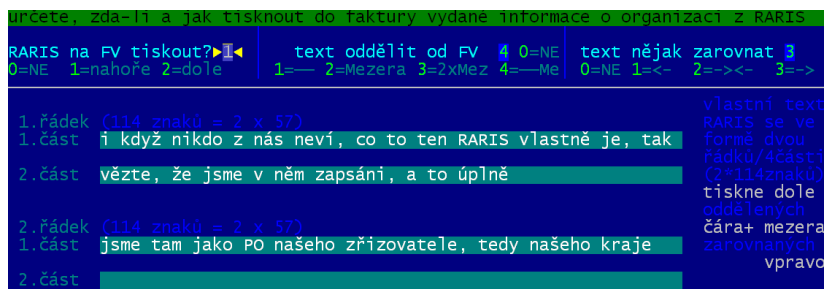 určete, zda-li a jak tisknout do faktury vydané informace o organizaci z RARIS
RARIS na FV tiskout?►1◄ text oddělit od FV 4 0=NE text nějak zarovnat 3
0=NE 1=nahoře 2=dole 1=—— 2=Mezera 3=2xMez 4=——Me 0=NE 1=<- 2=-><- 3=->
vlastní text
1.řádek (114 znaků = 2 x 57) RARIS se ve
1.část i když nikdo z nás neví, co to ten RARIS vlastně je, tak formě dvou
řádků/4částí
2.část vězte, že jsme v něm zapsáni, a to úplně (2*114znaků)
tiskne dole
oddělených
2.řádek (114 znaků = 2 x 57) čára+ mezera
1.část jsme tam jako PO našeho zřizovatele, tedy našeho kraje zarovnaných
vpravo
2.část